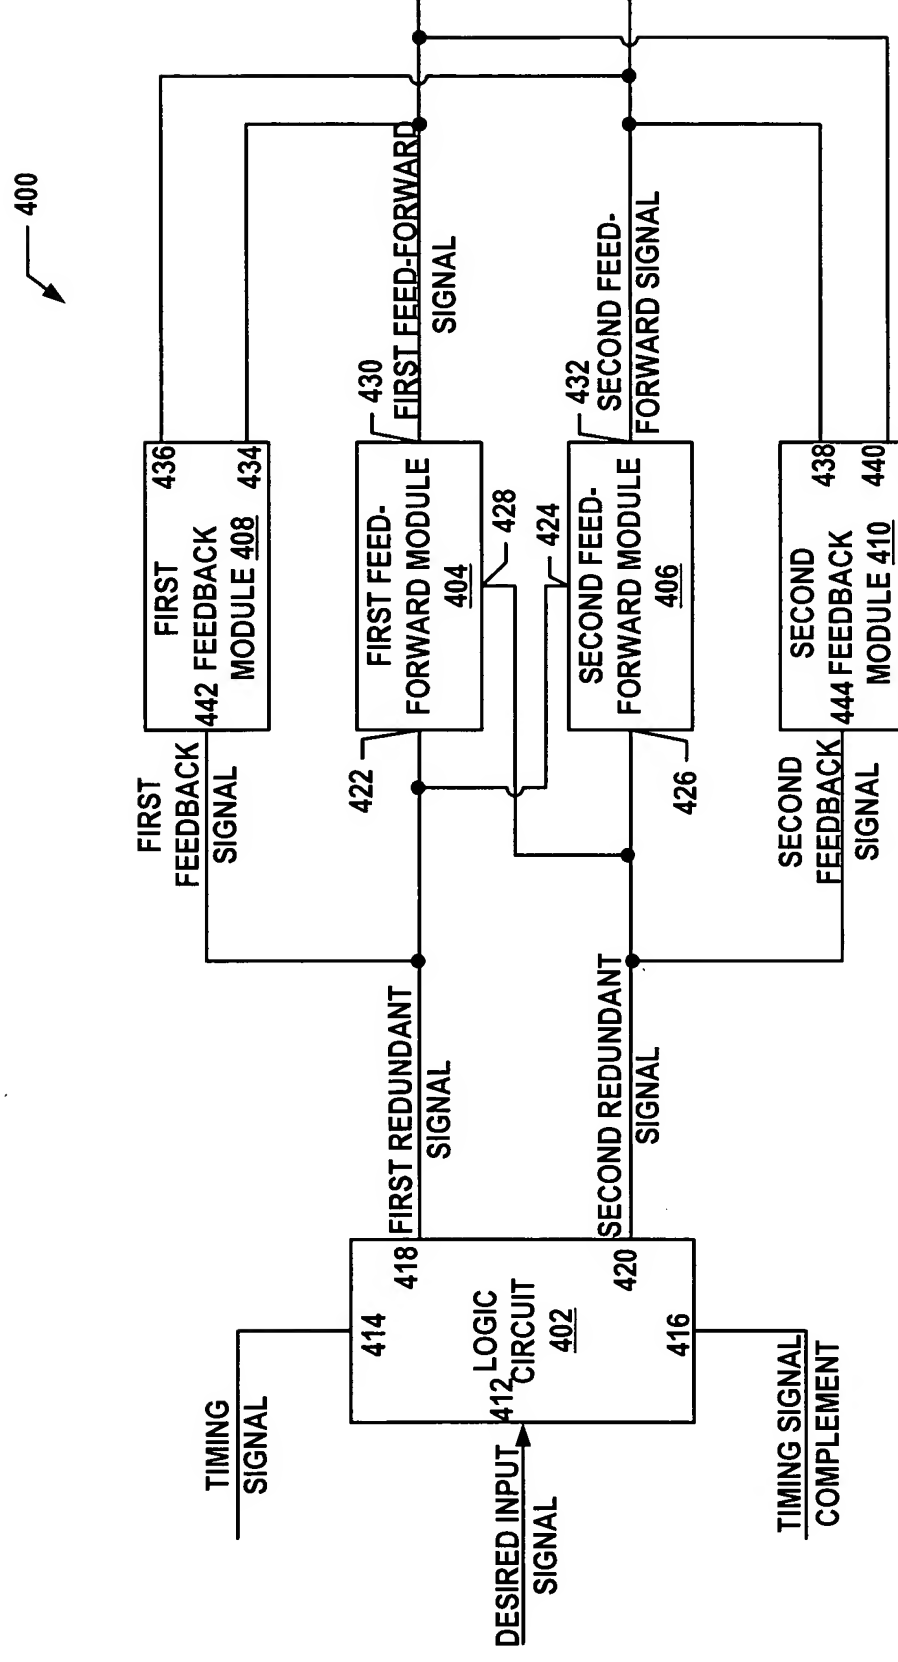 400
TIMING
SIGNAL
DESIRED INPUT
SIGNAL
TIMING SIGNAL
COMPLEMENT
414
412
LOGIC
CIRCUIT
402
416
418
420
FIRST REDUNDANT
SIGNAL
SECOND REDUNDANT
SIGNAL
FIRST
FEEDBACK
SIGNAL
SECOND
FEEDBACK
SIGNAL
422
426
FIRST
442 FEEDBACK
MODULE 408
436
434
FIRST FEED-
FORWARD MODULE
404
428
424
SECOND FEED-
FORWARD MODULE
406
SECOND
444 FEEDBACK
MODULE 410
438
440
430
432
FIRST FEED-FORWARD
SIGNAL
SECOND FEED-
FORWARD SIGNAL